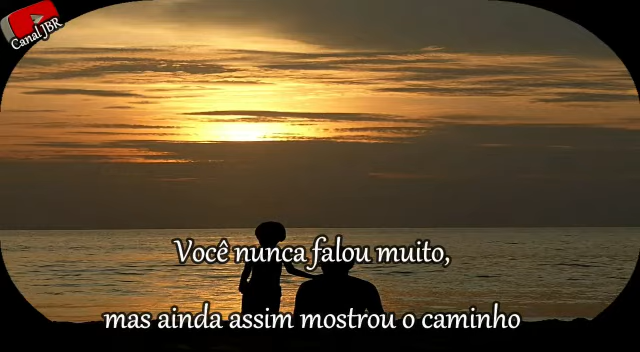 Canal JBR
Você nunca falou muito,
mas ainda assim mostrou o caminho